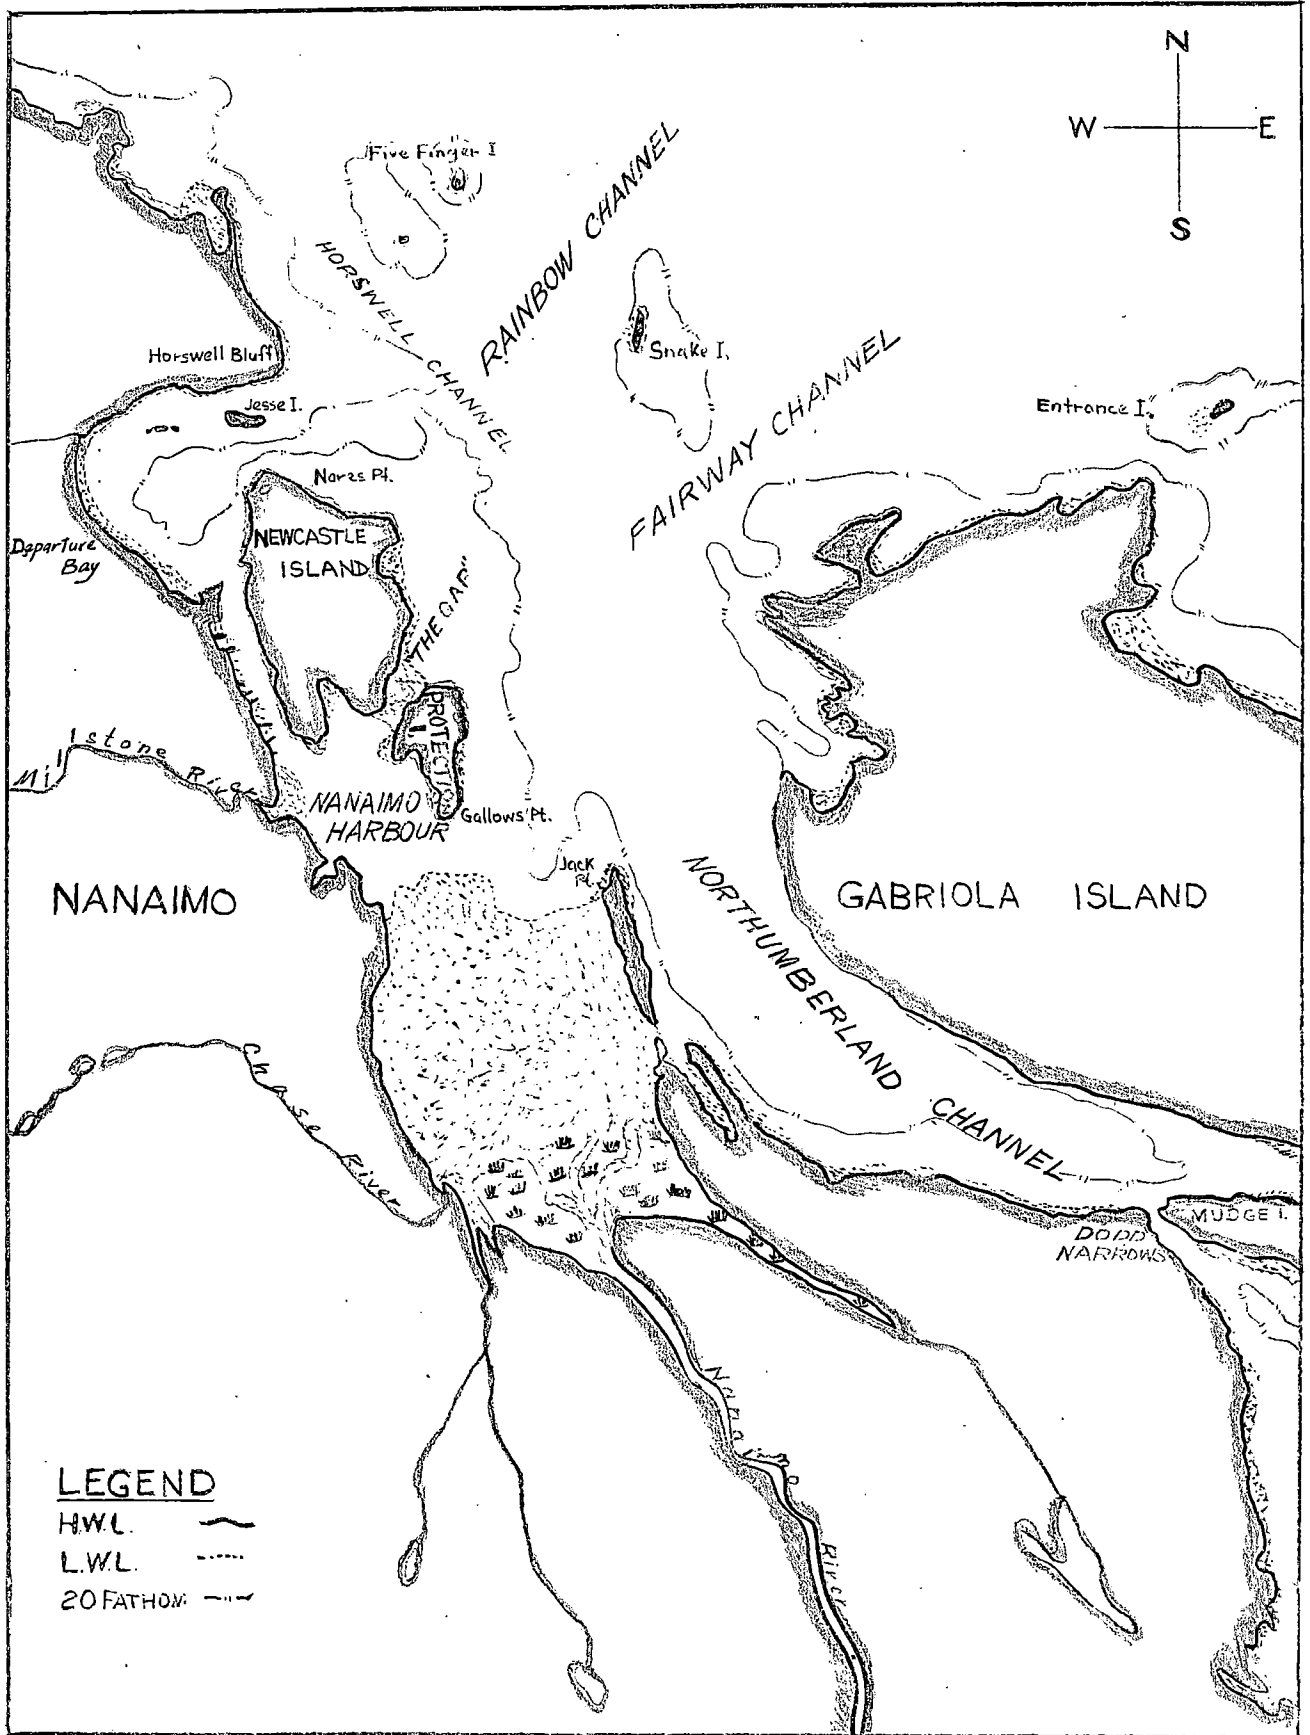 N
W E
S
Five Finger I
RAINBOW CHANNEL
HORSWELL CHANNEL
Horswell Bluff
Snake I.
FAIRWAY CHANNEL
Jesse I.
Entrance I.
Nares Pt.
Departure
Bay
NEWCASTLE
ISLAND
"THE GAP"
PROTECTION
Millstone River
NANAIMO
HARBOUR
Gallows Pt.
Jack
Pt.
NANAIMO
GABRIOLA ISLAND
NORTHUMBERLAND CHANNEL
Chase River
MUDGE I.
DODD
NARROWS
Nanaimo River
LEGEND
H.W.L.
L.W.L.
20 FATHOM